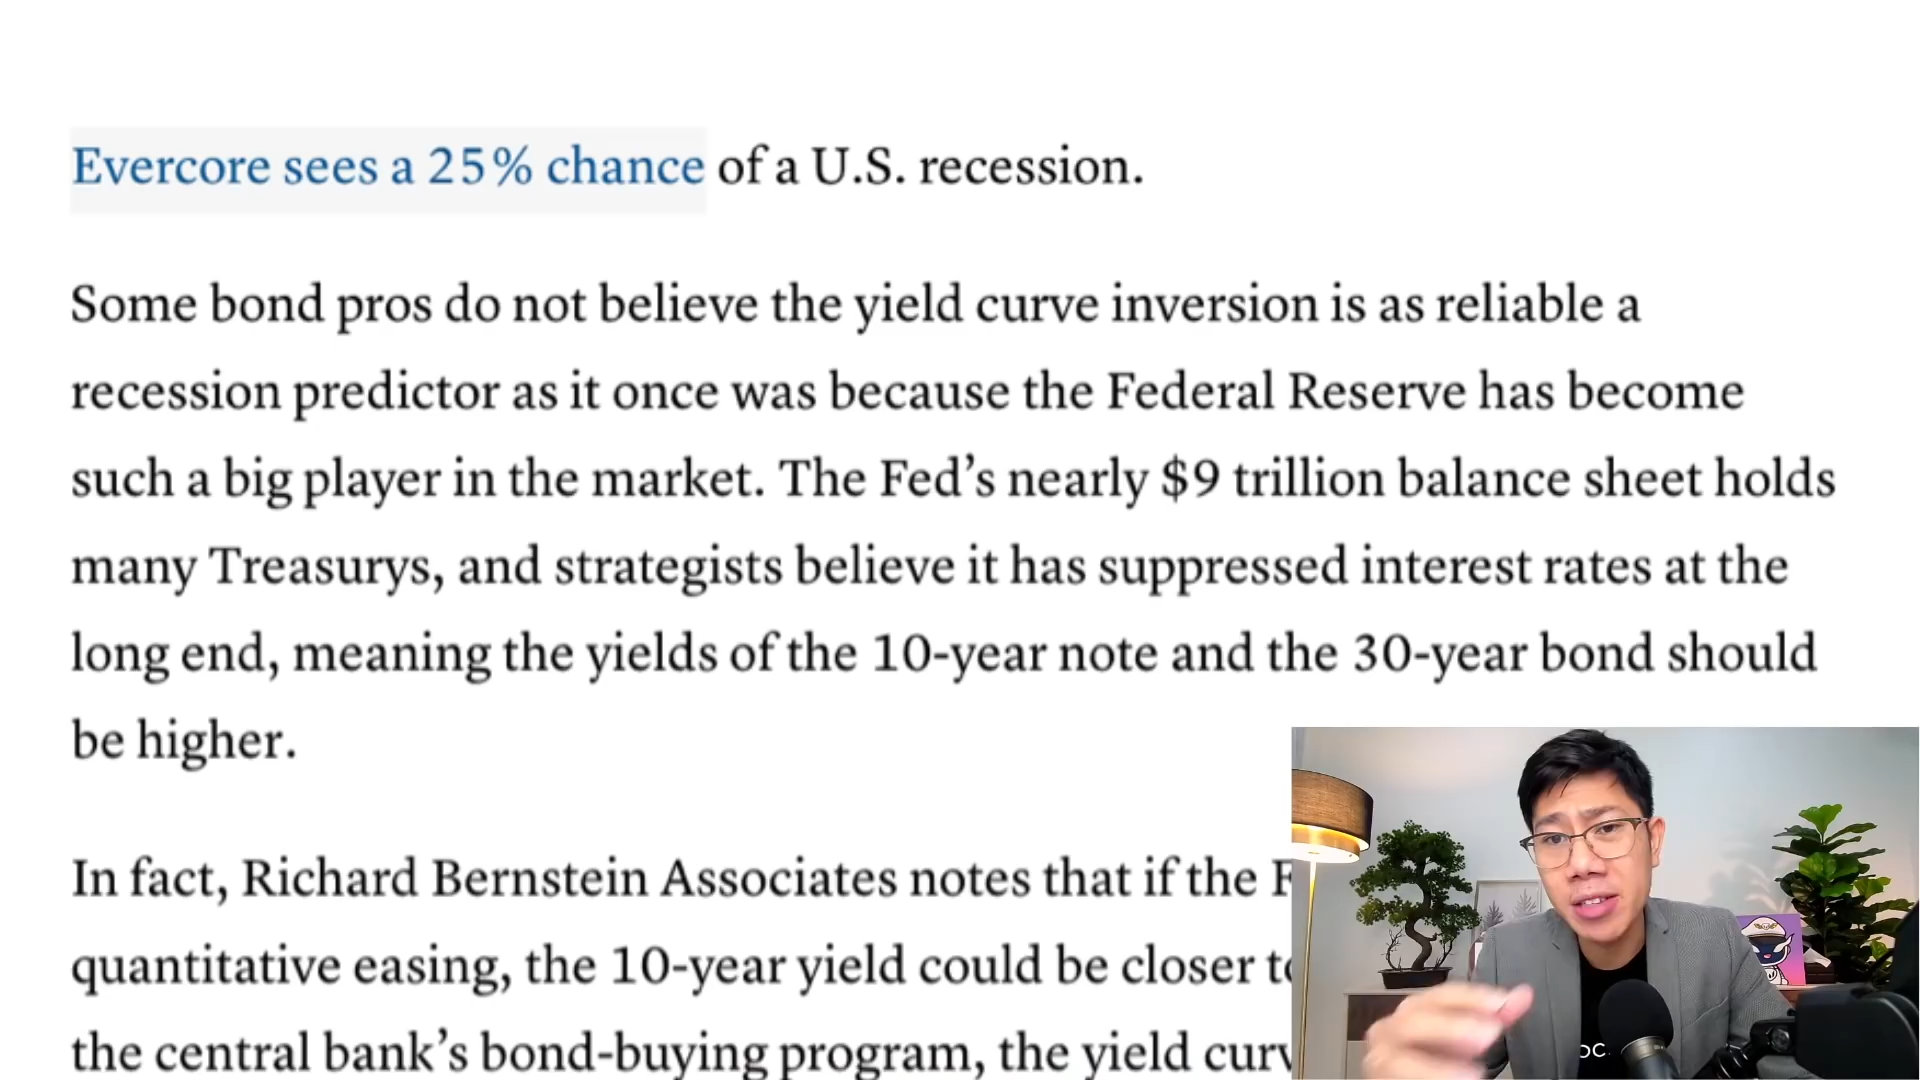 Evercore sees a 25% chance of a U.S. recession.
Some bond pros do not believe the yield curve inversion is as reliable a
recession predictor as it once was because the Federal Reserve has become
such a big player in the market. The Fed’s nearly $9 trillion balance sheet holds
many Treasurys, and strategists believe it has suppressed interest rates at the
long end, meaning the yields of the 10-year note and the 30-year bond should
be higher.
In fact, Richard Bernstein Associates notes that if the
quantitative easing, the 10-year yield could be closer
the central bank’s bond-buying program, the yield